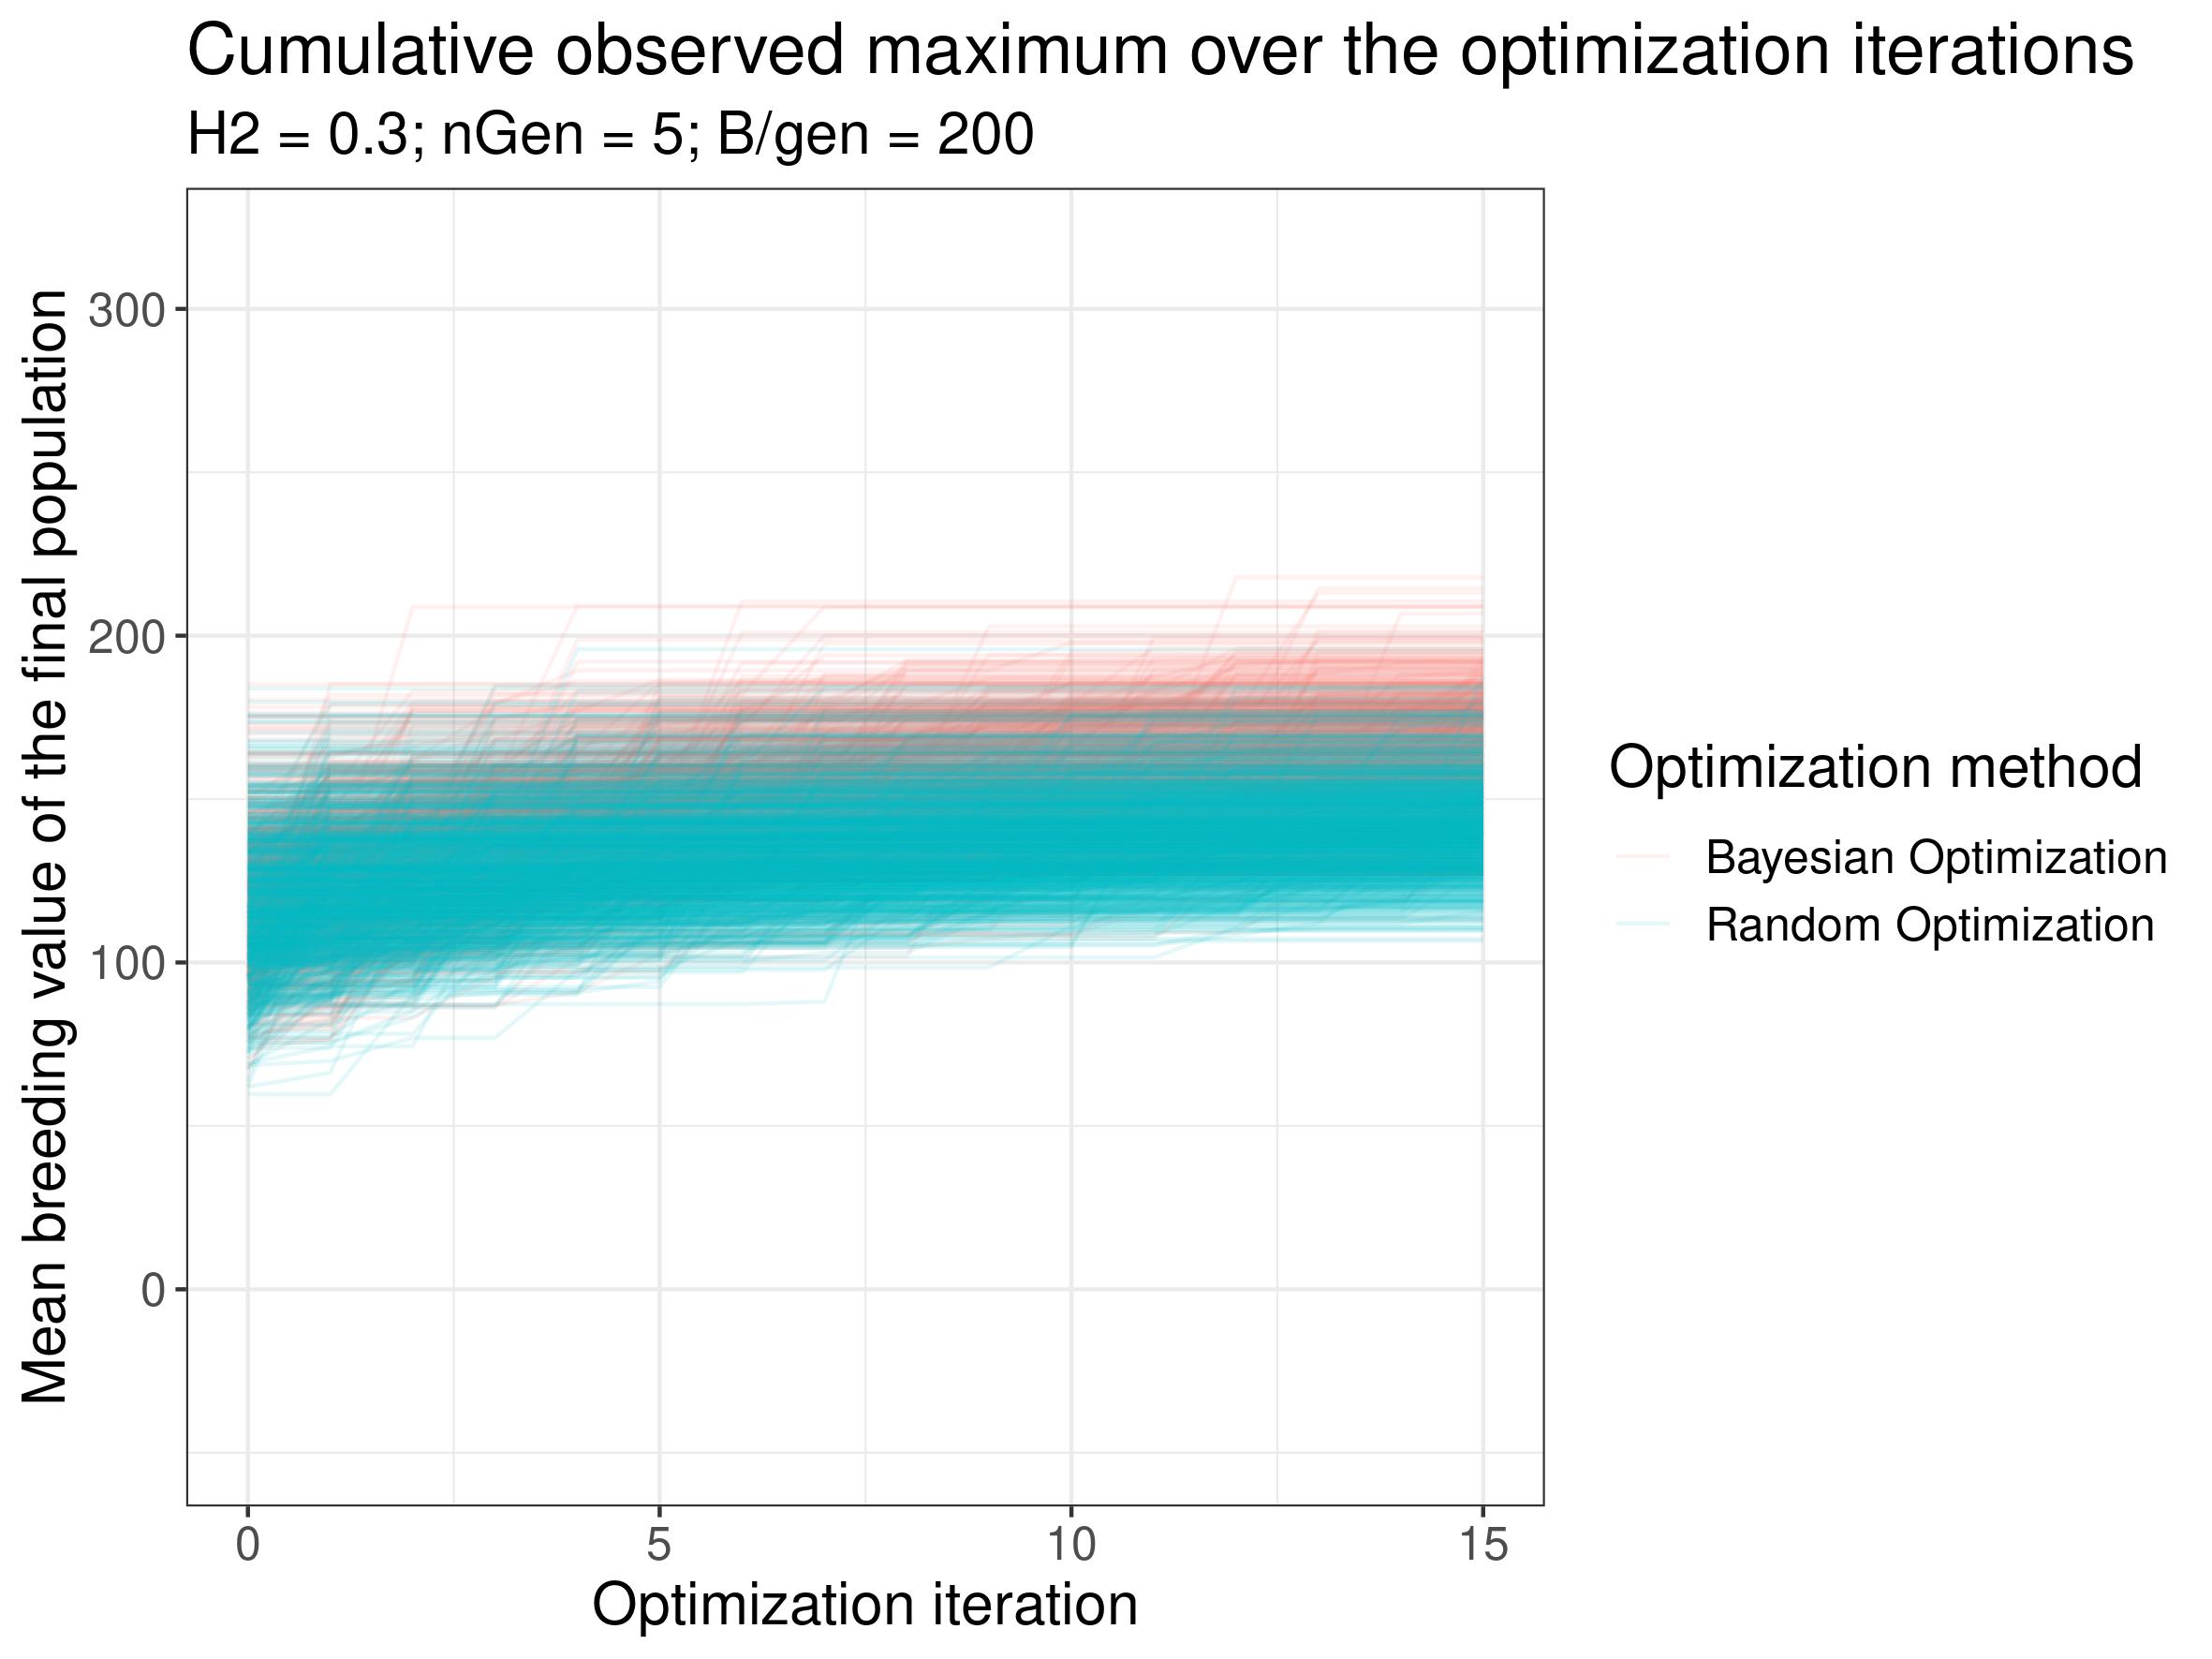 Cumulative observed maximum over the optimization iterations
H2 = 0.3; nGen = 5; B/gen = 200
Mean breeding value of the final population
300
200
100
0
0
5
10
15
Optimization iteration
Optimization method
Bayesian Optimization
Random Optimization